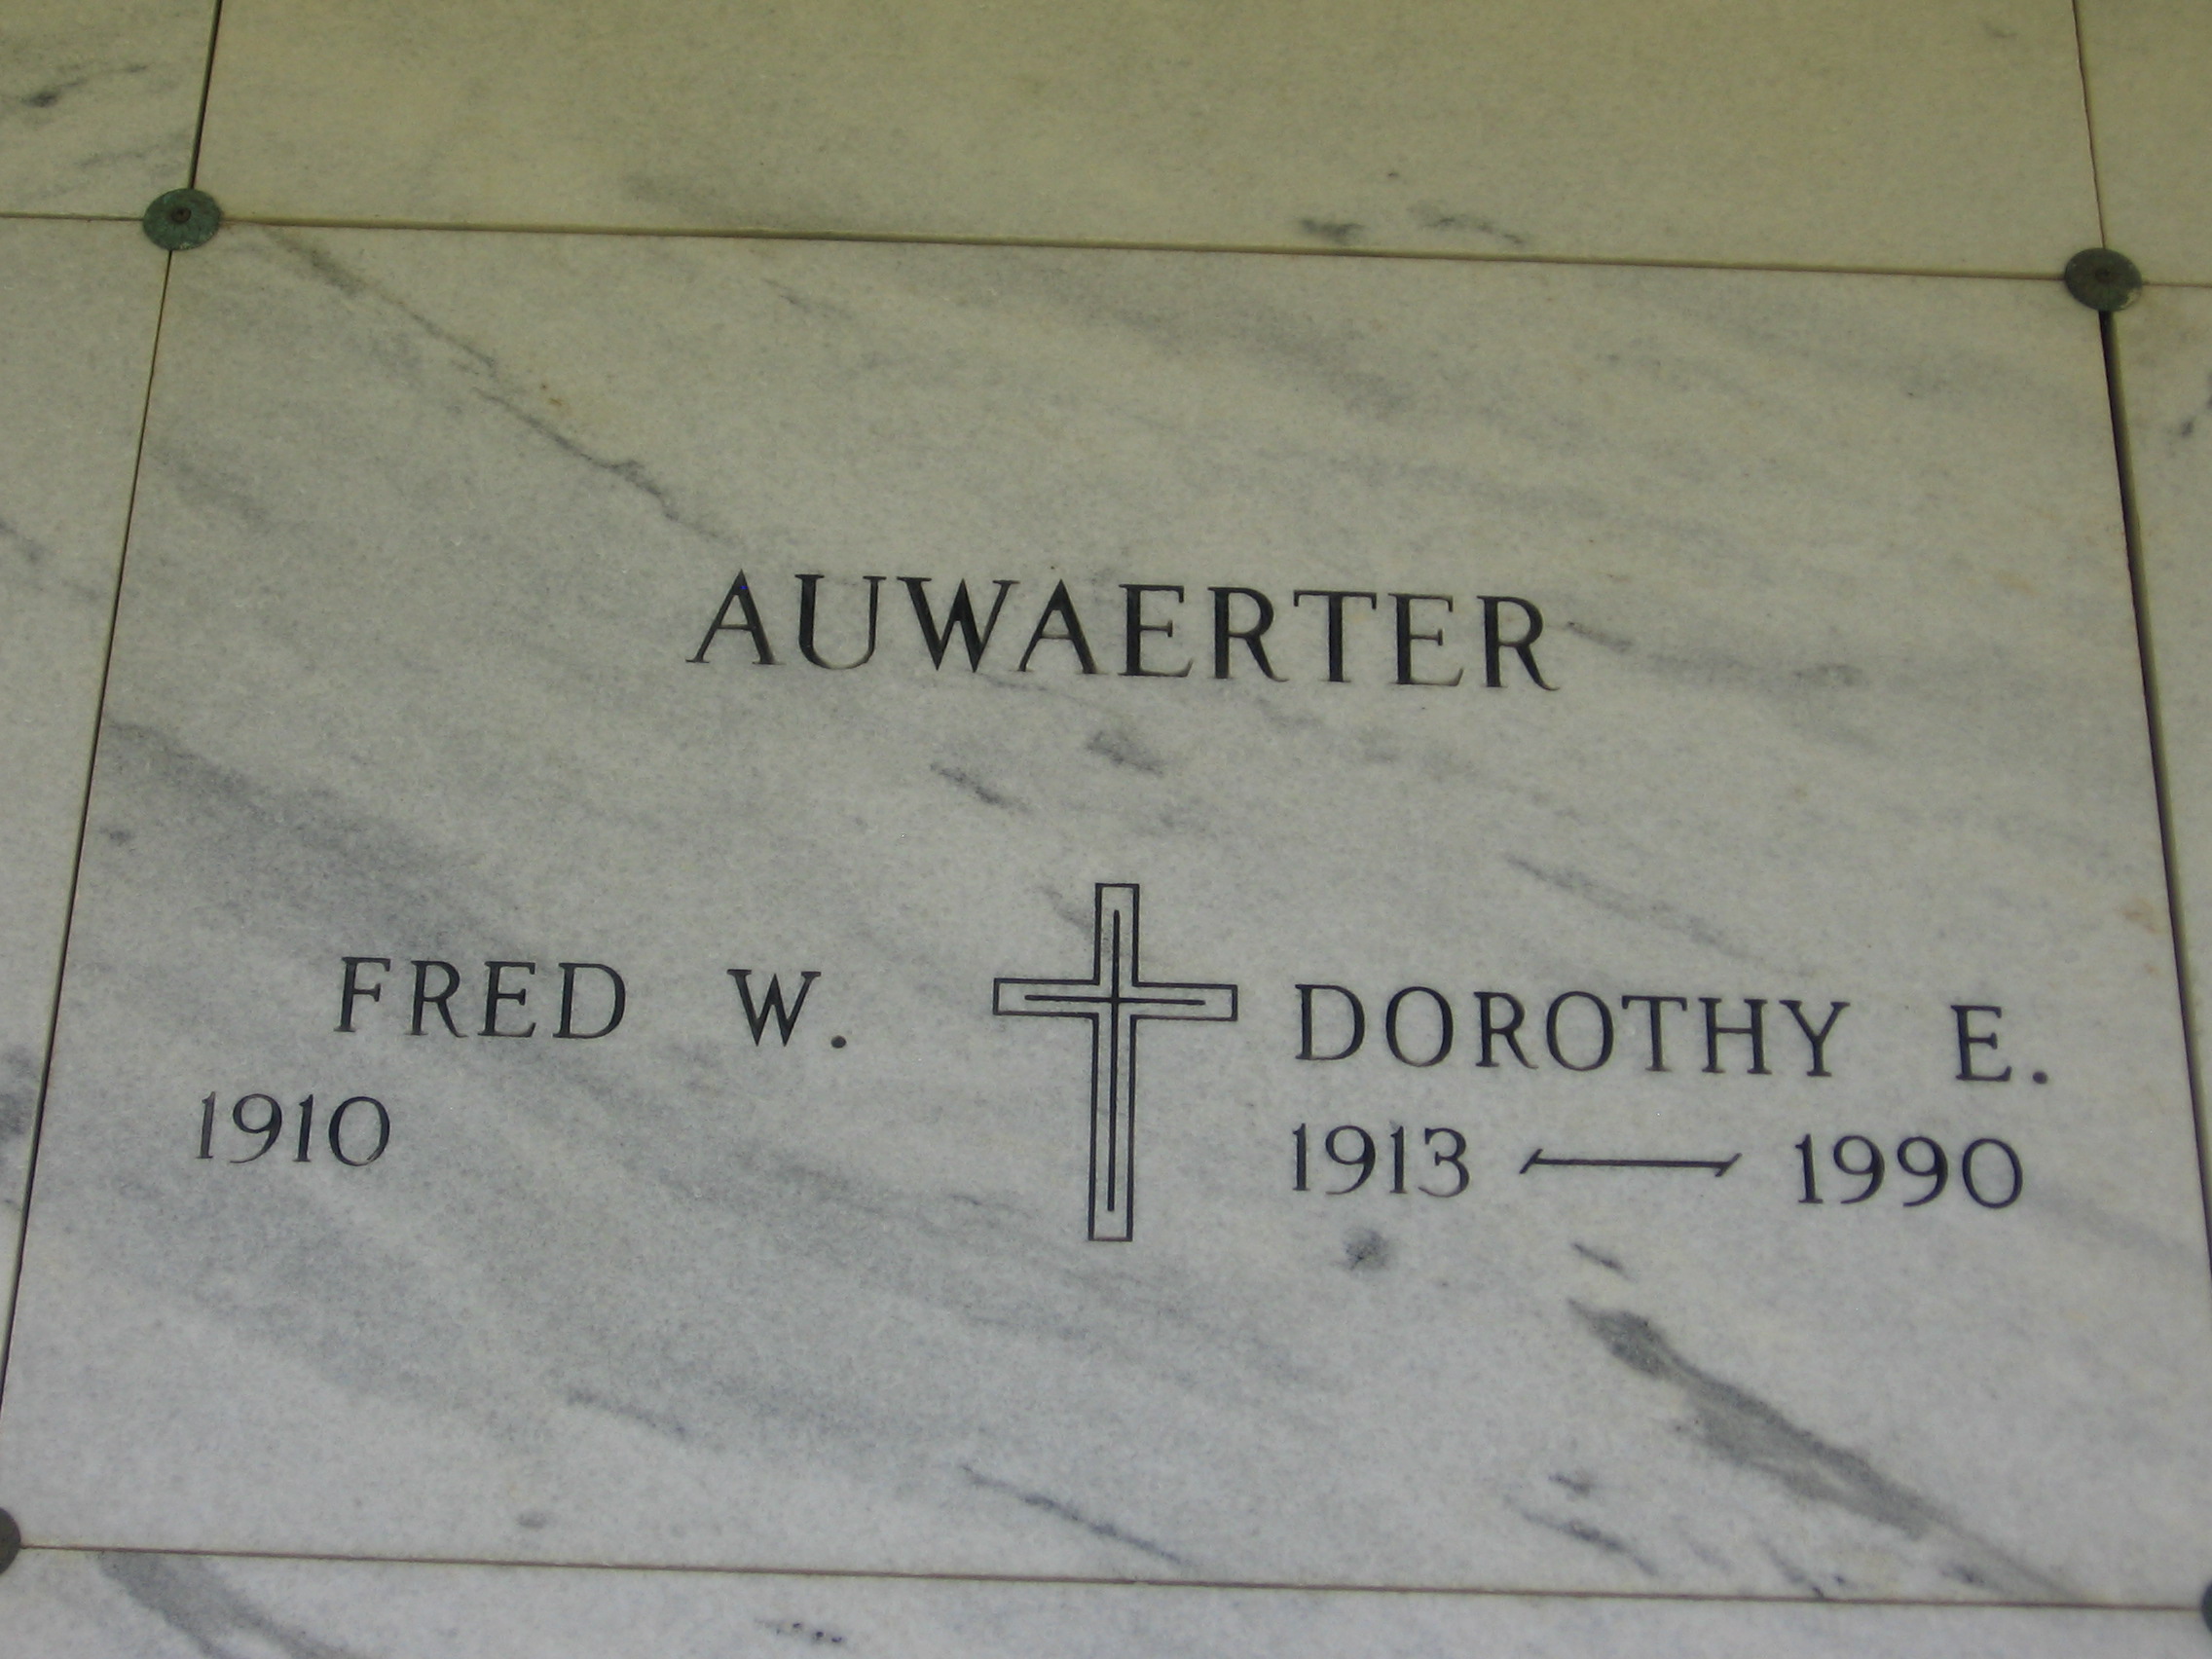 AUWAERTER
FRED W. DOROTHY E.
1910 1913 — 1990